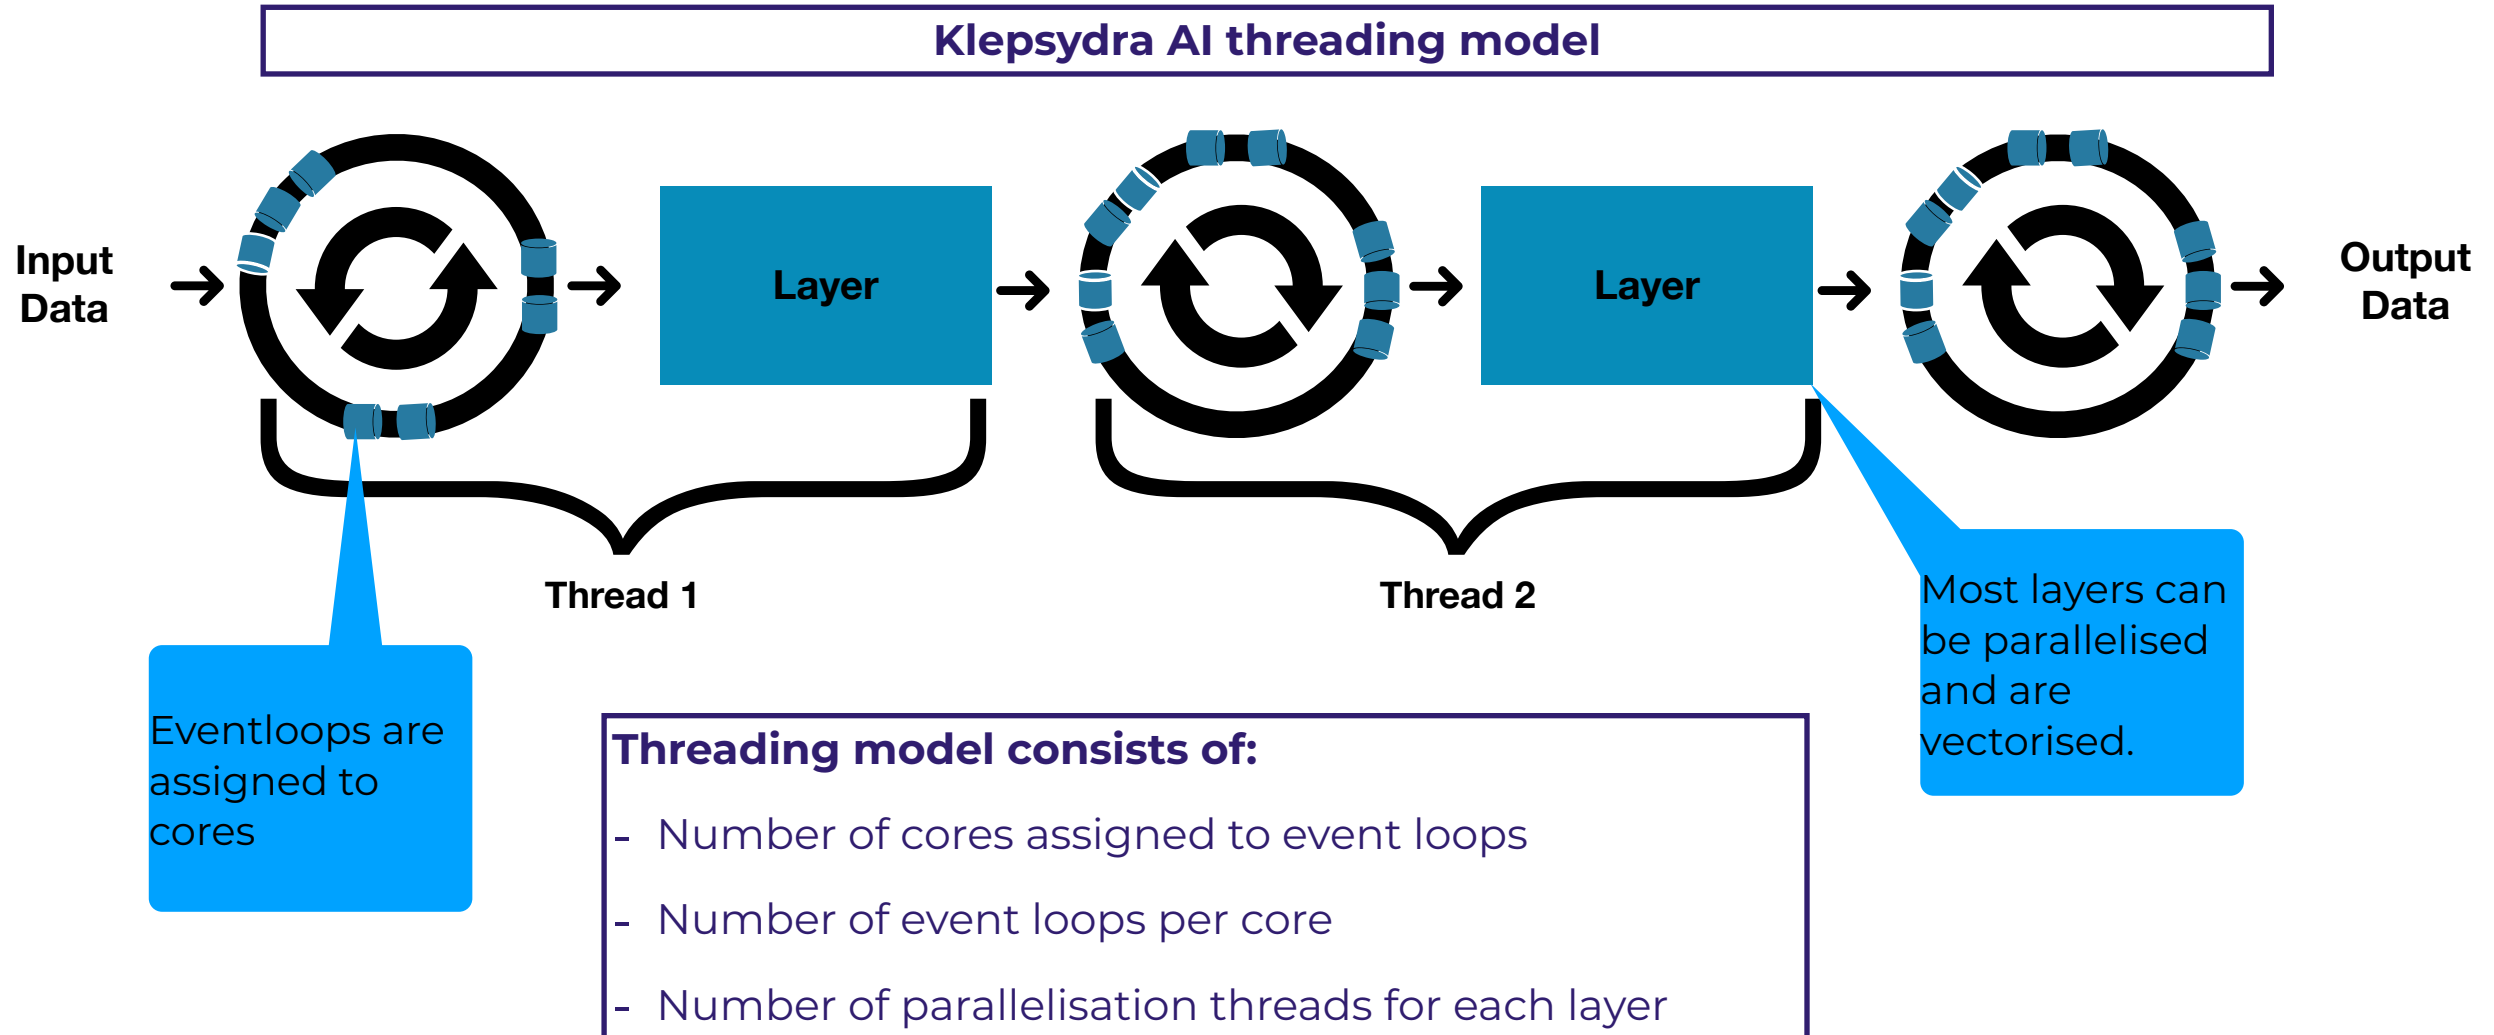 Klepsydra AI threading model
Input
Data
Layer
Layer
Output
Data
Thread 1
Thread 2
Most layers can
be parallelised
and are
vectorised.
Eventloops are
assigned to
cores
Threading model consists of:
- Number of cores assigned to event loops
- Number of event loops per core
- Number of parallelisation threads for each layer